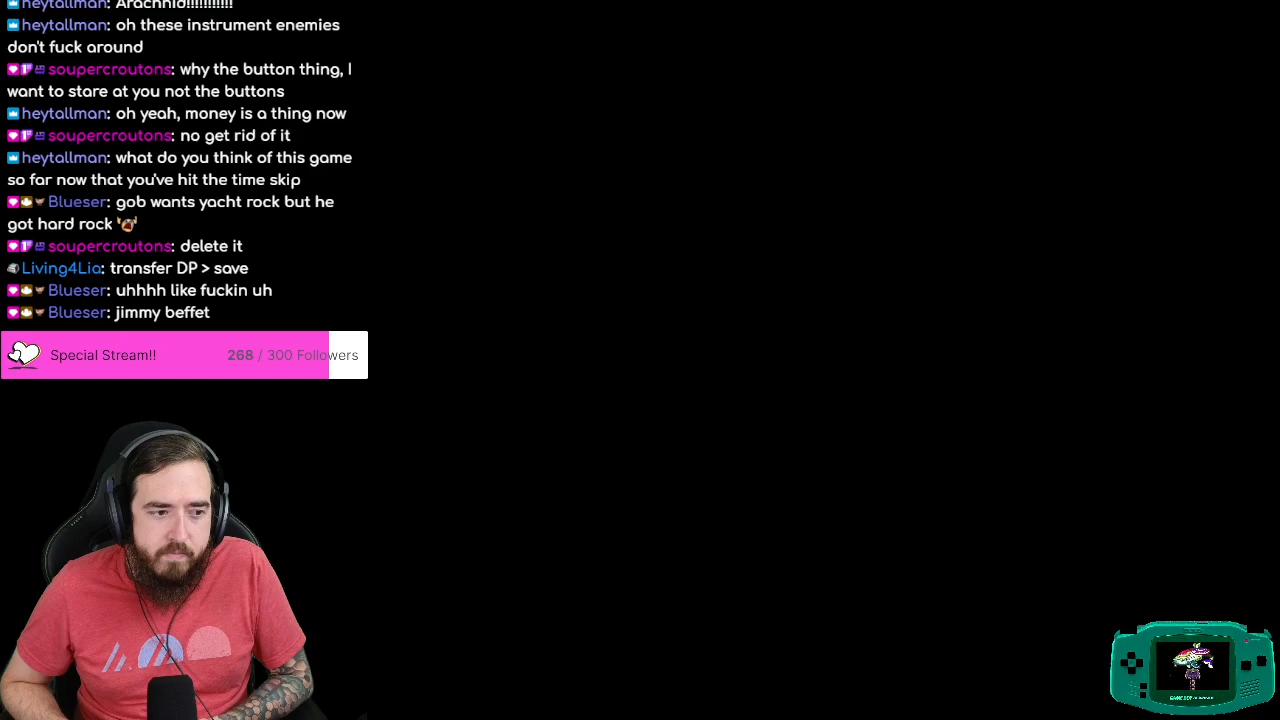 heytallman: Arachnid!!!!!!!!!!!
heytallman: oh these instrument enemies
don't fuck around
soupercroutons: why the button thing, I
want to stare at you not the buttons
heytallman: oh yeah, money is a thing now
soupercroutons: no get rid of it
heytallman: what do you think of this game
so far now that you've hit the time skip
Blueser: gob wants yacht rock but he
got hard rock
soupercroutons: delete it
Living4Lia: transfer DP > save
Blueser: uhhhh like fuckin uh
Blueser: jimmy beffet
Special Stream!! 268 / 300 Followers